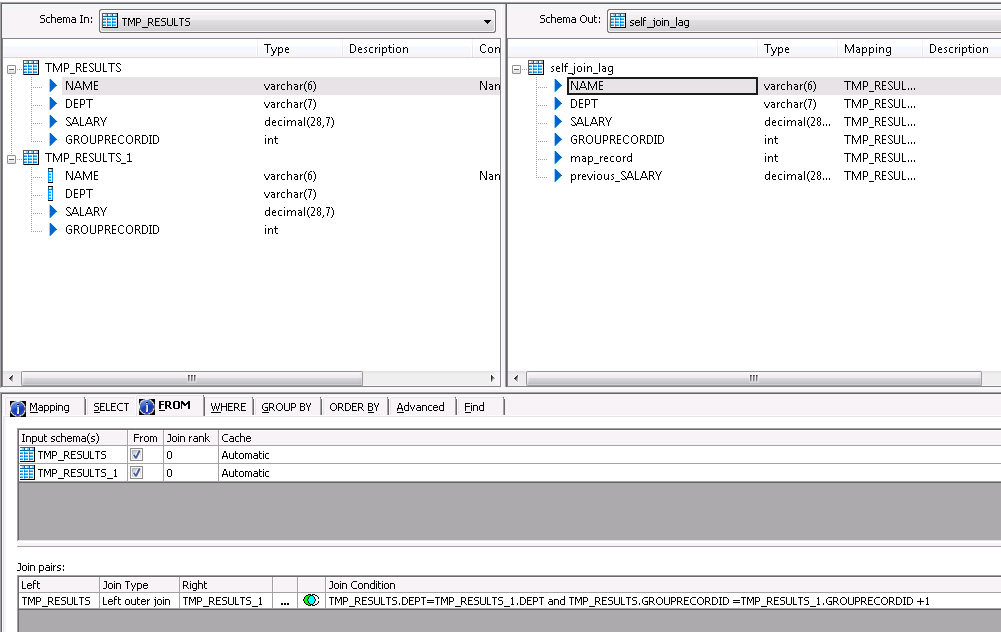 Schema In: TMP_RESULTS
Type Description Con
TMP_RESULTS
NAME varchar(6) Nan
DEPT varchar(7)
SALARY decimal(28,7)
GROUPRECORDID int
TMP_RESULTS_1
NAME varchar(6) Nan
DEPT varchar(7)
SALARY decimal(28,7)
GROUPRECORDID int
Schema Out: self_join_lag
Type Mapping Description
self_join_lag
NAME varchar(6) TMP_RESUL...
DEPT varchar(7) TMP_RESUL...
SALARY decimal(28... TMP_RESUL...
GROUPRECORDID int TMP_RESUL...
map_record int TMP_RESUL...
previous_SALARY decimal(28... TMP_RESUL...
Mapping SELECT FROM WHERE GROUP BY ORDER BY Advanced Find
Input schema(s) From Join rank Cache
TMP_RESULTS 0 Automatic
TMP_RESULTS_1 0 Automatic
Join pairs:
Left Join Type Right Join Condition
TMP_RESULTS Left outer join TMP_RESULTS_1 ... TMP_RESULTS.DEPT=TMP_RESULTS_1.DEPT and TMP_RESULTS.GROUPRECORDID =TMP_RESULTS_1.GROUPRECORDID +1